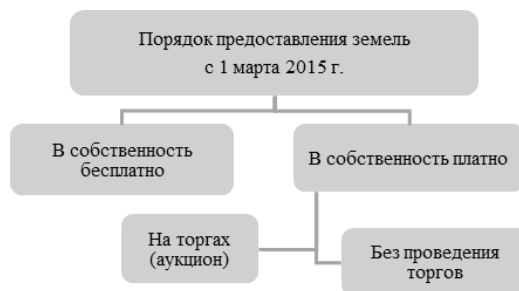 Порядок предоставления земель
с 1 марта 2015 г.
В собственность
бесплатно
В собственность платно
На торгах
(аукцион)
Без проведения
торгов